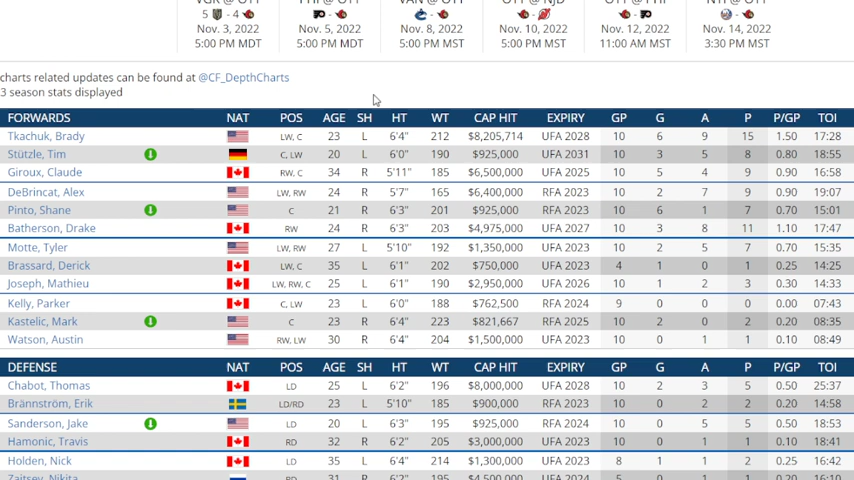 VGK @ OTT PHI @ OTT VAN @ OTT OTT @ NJD OTT @ PHI NYI @ OTT
5 - 4 - - - - -
Nov. 3, 2022 Nov. 5, 2022 Nov. 8, 2022 Nov. 10, 2022 Nov. 12, 2022 Nov. 14, 2022
5:00 PM MDT 5:00 PM MDT 5:00 PM MST 5:00 PM MST 11:00 AM MST 3:30 PM MST
charts related updates can be found at @CF_DepthCharts
3 season stats displayed
FORWARDS NAT POS AGE SH HT WT CAP HIT EXPIRY GP G A P P/GP TOI
Tkachuk, Brady LW, C 23 L 6'4" 212 $8,205,714 UFA 2028 10 6 9 15 1.50 17:28
Stützle, Tim C, LW 20 L 6'0" 190 $925,000 UFA 2031 10 3 5 8 0.80 18:55
Giroux, Claude RW, C 34 R 5'11" 185 $6,500,000 UFA 2025 10 5 4 9 0.90 16:58
DeBrincat, Alex LW, RW 24 R 5'7" 165 $6,400,000 RFA 2023 10 2 7 9 0.90 19:07
Pinto, Shane C 21 R 6'3" 201 $925,000 RFA 2023 10 6 1 7 0.70 15:01
Batherson, Drake RW 24 R 6'3" 203 $4,975,000 UFA 2027 10 3 8 11 1.10 17:47
Motte, Tyler LW, RW 27 L 5'10" 192 $1,350,000 UFA 2023 10 2 5 7 0.70 15:35
Brassard, Derick LW, C 35 L 6'1" 202 $750,000 UFA 2023 4 1 0 1 0.25 14:25
Joseph, Mathieu LW, RW, C 25 L 6'1" 190 $2,950,000 UFA 2026 10 1 2 3 0.30 14:33
Kelly, Parker C, LW 23 L 6'0" 188 $762,500 RFA 2024 9 0 0 0 0.00 07:43
Kastelic, Mark C 23 R 6'4" 223 $821,667 RFA 2025 10 2 0 2 0.20 08:35
Watson, Austin RW, LW 30 R 6'4" 204 $1,500,000 UFA 2023 10 0 1 1 0.10 08:49
DEFENSE NAT POS AGE SH HT WT CAP HIT EXPIRY GP G A P P/GP TOI
Chabot, Thomas LD 25 L 6'2" 196 $8,000,000 UFA 2028 10 2 3 5 0.50 25:37
Brännström, Erik LD/RD 23 L 5'10" 185 $900,000 RFA 2023 10 0 2 2 0.20 14:58
Sanderson, Jake LD 20 L 6'3" 195 $925,000 RFA 2024 10 0 5 5 0.50 18:53
Hamonic, Travis RD 32 R 6'2" 205 $3,000,000 UFA 2023 10 0 1 1 0.10 18:41
Holden, Nick LD 35 L 6'4" 214 $1,300,000 UFA 2023 8 1 1 2 0.25 16:42
Zaitsev, Nikita RD 31 R 6'2" 195 $4,500,000 UFA 2024 5 0 1 1 0.20 16:10